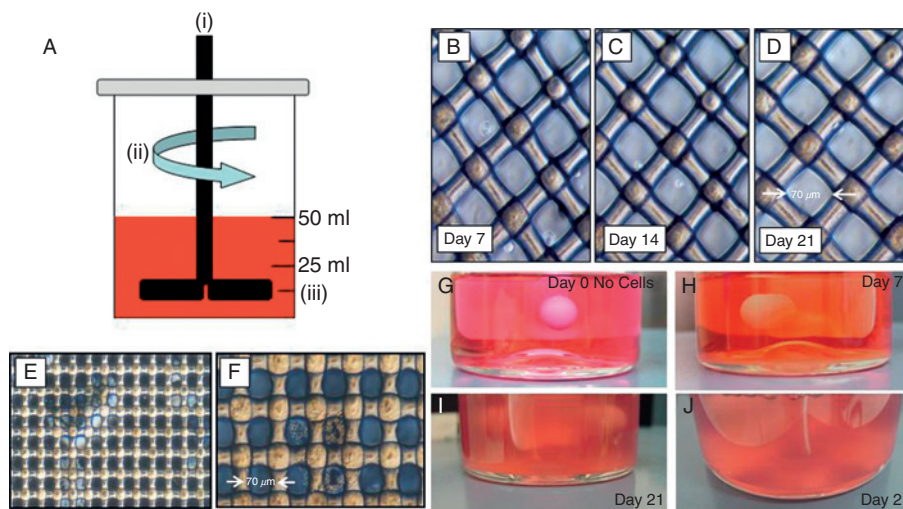 A
(i)
(ii)
50 ml
25 ml
(iii)
B
Day 7
C
Day 14
D
70 μm
Day 21
E
F
70 μm
G
Day 0 No Cells
H
Day 7
I
Day 21
J
Day 2